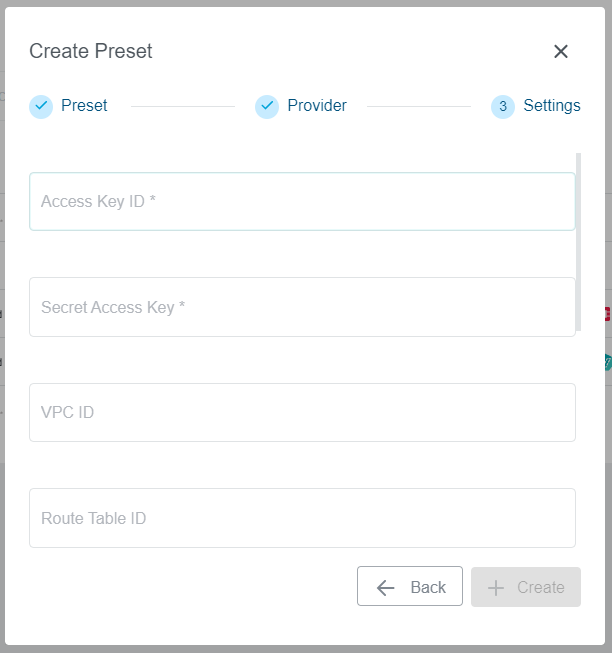 Create Preset
Preset
Provider
3 Settings
Access Key ID *
Secret Access Key *
VPC ID
Route Table ID
Back
Create